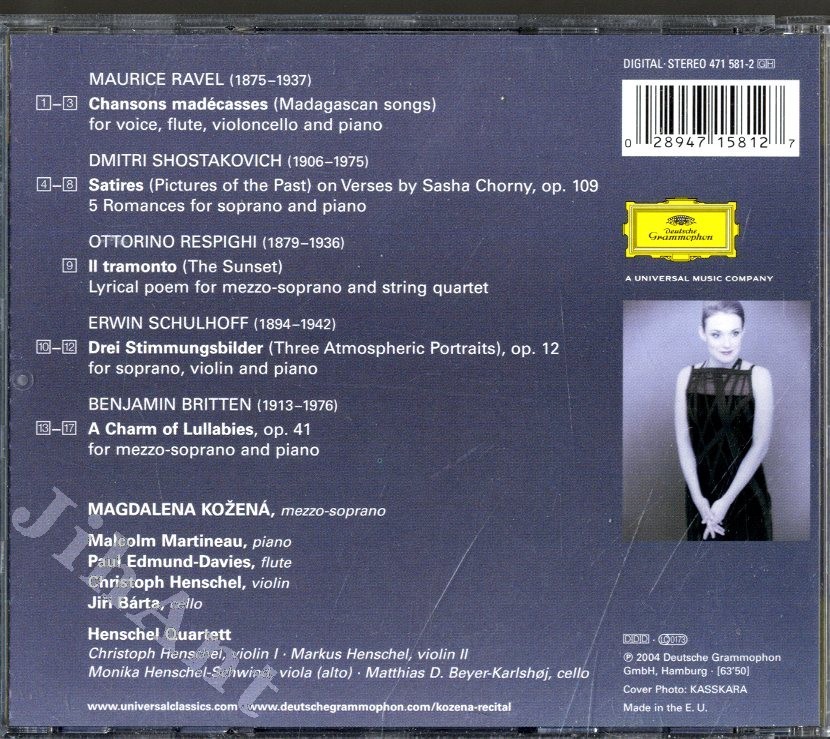 MAURICE RAVEL (1875–1937)
1–3 Chansons madécasses (Madagascan songs)
for voice, flute, violoncello and piano
DMITRI SHOSTAKOVICH (1906–1975)
4–8 Satires (Pictures of the Past) on Verses by Sasha Chorny, op. 109
5 Romances for soprano and piano
OTTORINO RESPIGHI (1879–1936)
9 Il tramonto (The Sunset)
Lyrical poem for mezzo-soprano and string quartet
ERWIN SCHULHOFF (1894–1942)
10–12 Drei Stimmungsbilder (Three Atmospheric Portraits), op. 12
for soprano, violin and piano
BENJAMIN BRITTEN (1913–1976)
13–17 A Charm of Lullabies, op. 41
for mezzo-soprano and piano
MAGDALENA KOŽENÁ, mezzo-soprano
Malcolm Martineau, piano
Paul Edmund-Davies, flute
Christoph Henschel, violin
Jiří Bárta, cello
Henschel Quartett
Christoph Henschel, violin I · Markus Henschel, violin II
Monika Henschel-Schwind, viola (alto) · Matthias D. Beyer-Karlshøj, cello
www.universalclassics.com www.deutschegrammophon.com/kozena-recital
DIGITAL·STEREO 471 581-2 GH
0 28947 15812 7
Deutsche
Grammophon
A UNIVERSAL MUSIC COMPANY
DDD · LC 0173
℗ 2004 Deutsche Grammophon
GmbH, Hamburg · [63'50]
Cover Photo: KASSKARA
Made in the E. U.
JihAnt